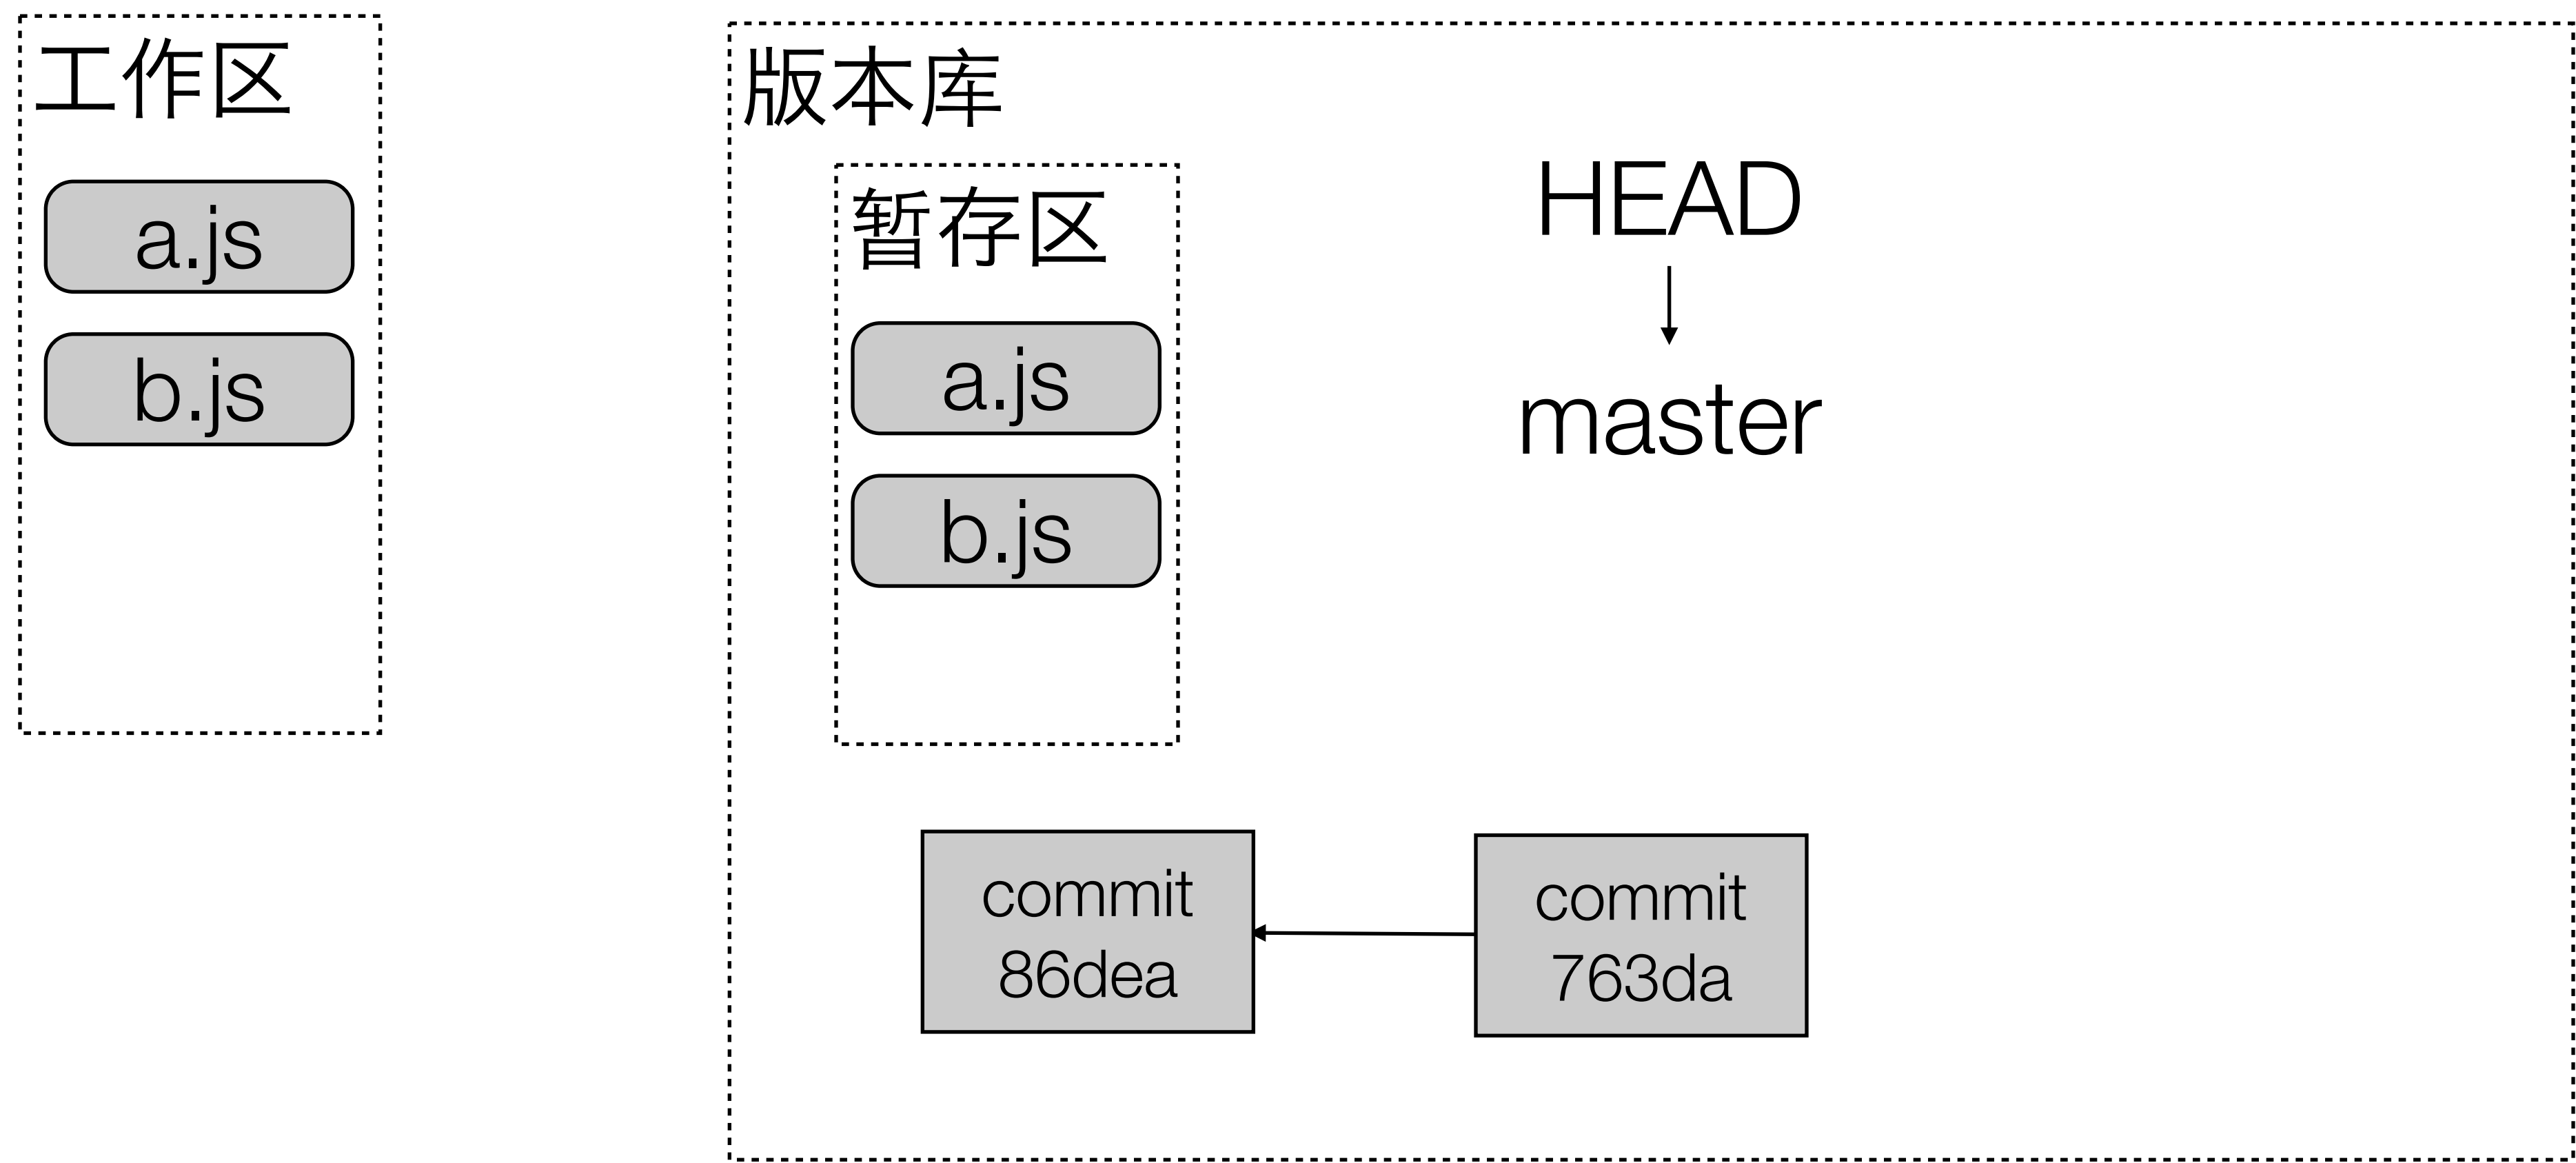 工作区
a.js
b.js
版本库
暂存区
a.js
b.js
HEAD
master
commit
86dea
commit
763da